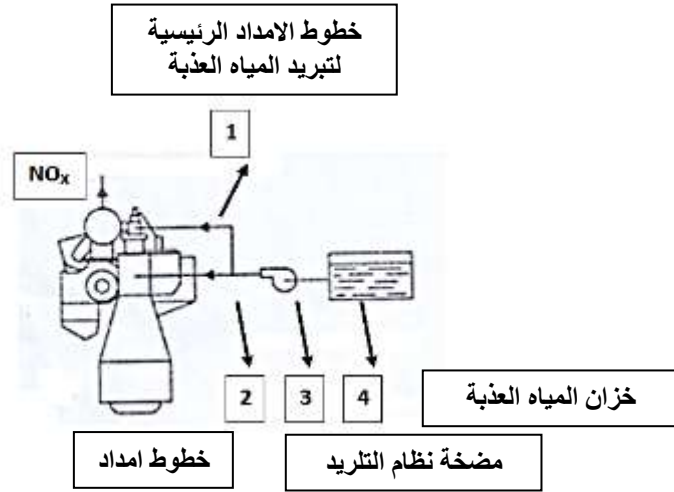 خطوط الامداد الرئيسية
لتبريد المياه العذبة
1
NOx
2
3
4
خزان المياه العذبة
خطوط امداد
مضخة نظام التلريد